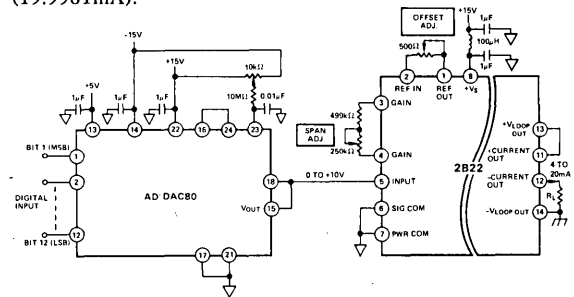 (19.9961mA).
-15V
+15V
+5V
1μF
1μF
1μF
10kΩ
10MΩ
0.01μF
13
14
22
16
24
23
BIT 1 (MSB)
1
2
DIGITAL
INPUT
BIT 12 (LSB)
12
AD DAC80
18
VOUT
15
17
21
0 TO +10V
OFFSET
ADJ.
500Ω
+15V
1μF
100μH
1μF
2
1
8
REF IN
REF
OUT
+VS
3
GAIN
499kΩ
SPAN
ADJ
250kΩ
4
GAIN
5
INPUT
6
SIG COM
7
PWR COM
2B22
+VLOOP
OUT
13
+CURRENT
OUT
11
-CURRENT
OUT
12
4 TO
20mA
RL
-VLOOP OUT
14